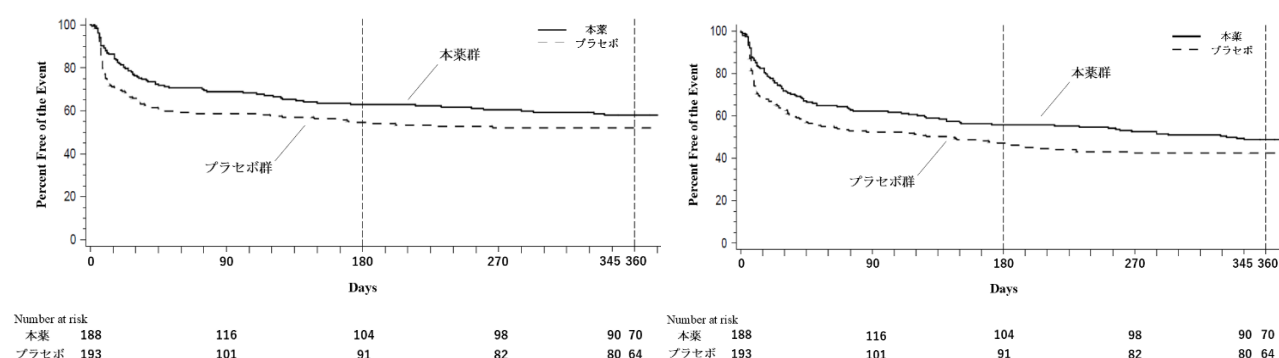 100
80
60
40
20
0
Percent Free of the Event
本薬
プラセボ
本薬群
プラセボ群
0 90 180 270 345 360
Days
Number at risk
本薬 188 116 104 98 90 70
プラセボ 193 101 91 82 80 64
100
80
60
40
20
0
Percent Free of the Event
本薬
プラセボ
本薬群
プラセボ群
0 90 180 270 345 360
Days
Number at risk
本薬 188 116 104 98 90 70
プラセボ 193 101 91 82 80 64